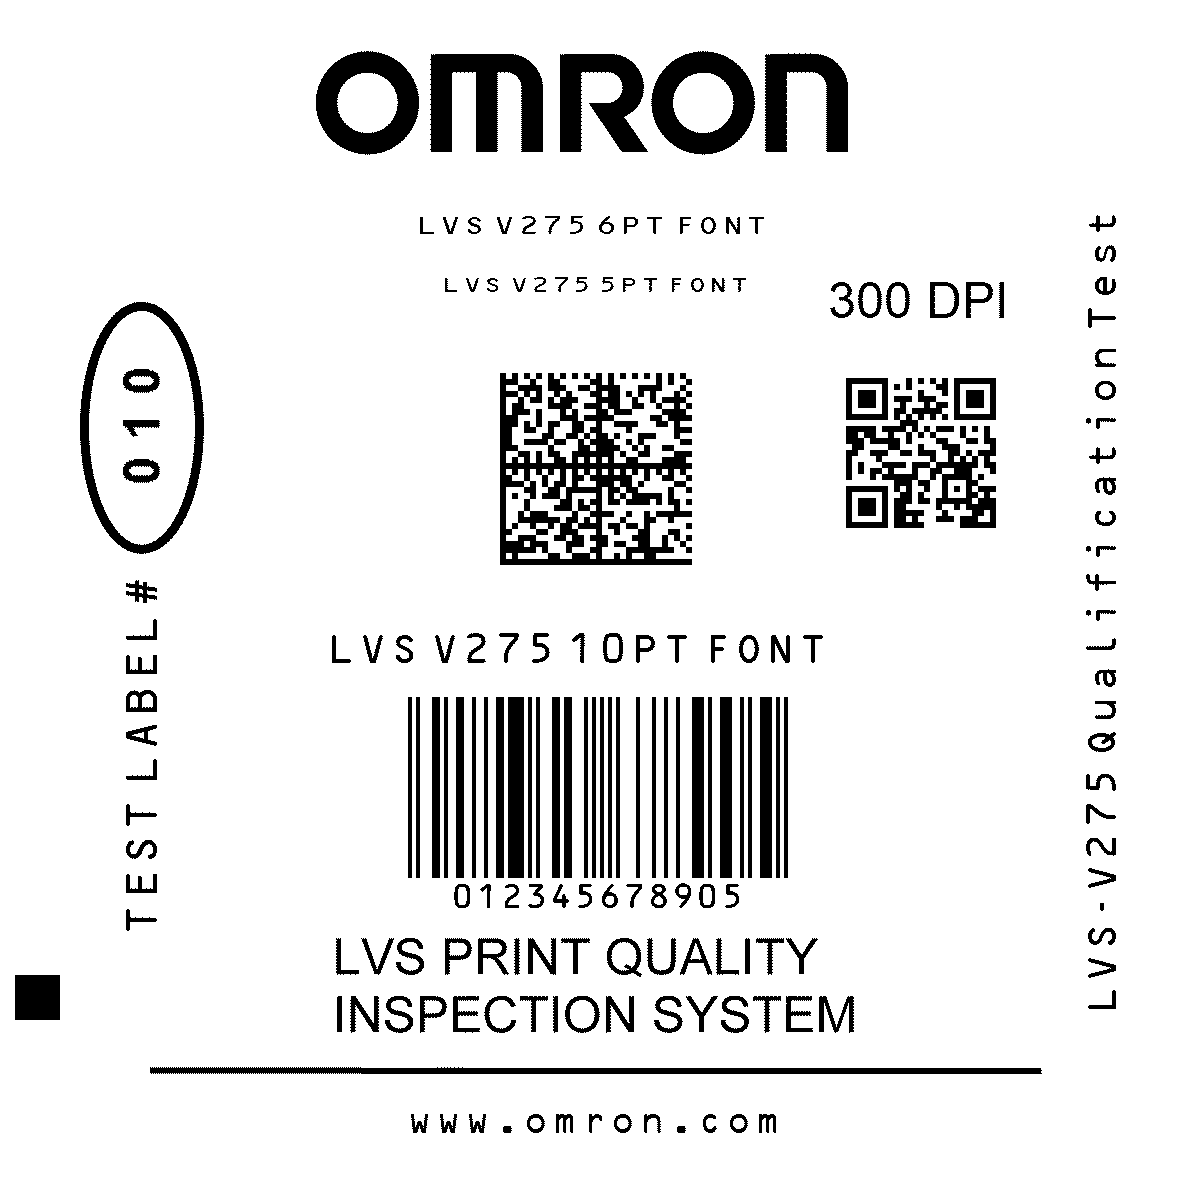 OMRON
LVS V275 6PT FONT
LVS V275 5PT FONT
300 DPI
TEST LABEL # 010
LVS V275 10PT FONT
012345678905
LVS PRINT QUALITY
INSPECTION SYSTEM
www.omron.com
LVS-V275 Qualification Test